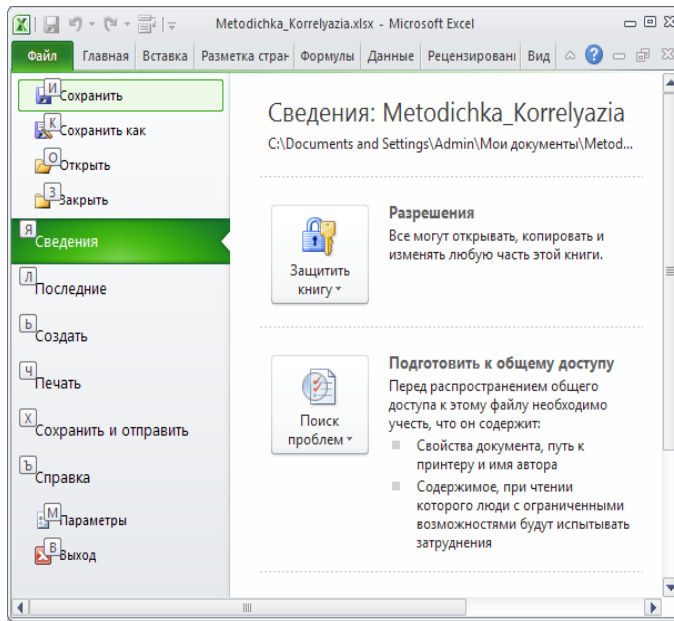 Metodichka_Korrelyazia.xlsx - Microsoft Excel
Файл Главная Вставка Разметка стран Формулы Данные Рецензировани Вид
И Сохранить
К Сохранить как
О Открыть
З Закрыть
Я Сведения
Л Последние
Ь Создать
Ч Печать
Х Сохранить и отправить
Ъ Справка
М Параметры
В Выход
Сведения: Metodichka_Korrelyazia
C:\Documents and Settings\Admin\Мои документы\Metod...
Защитить
книгу
Разрешения
Все могут открывать, копировать и
изменять любую часть этой книги.
Поиск
проблем
Подготовить к общему доступу
Перед распространением общего
доступа к этому файлу необходимо
учесть, что он содержит:
Свойства документа, путь к
принтеру и имя автора
Содержимое, при чтении
которого люди с ограниченными
возможностями будут испытывать
затруднения